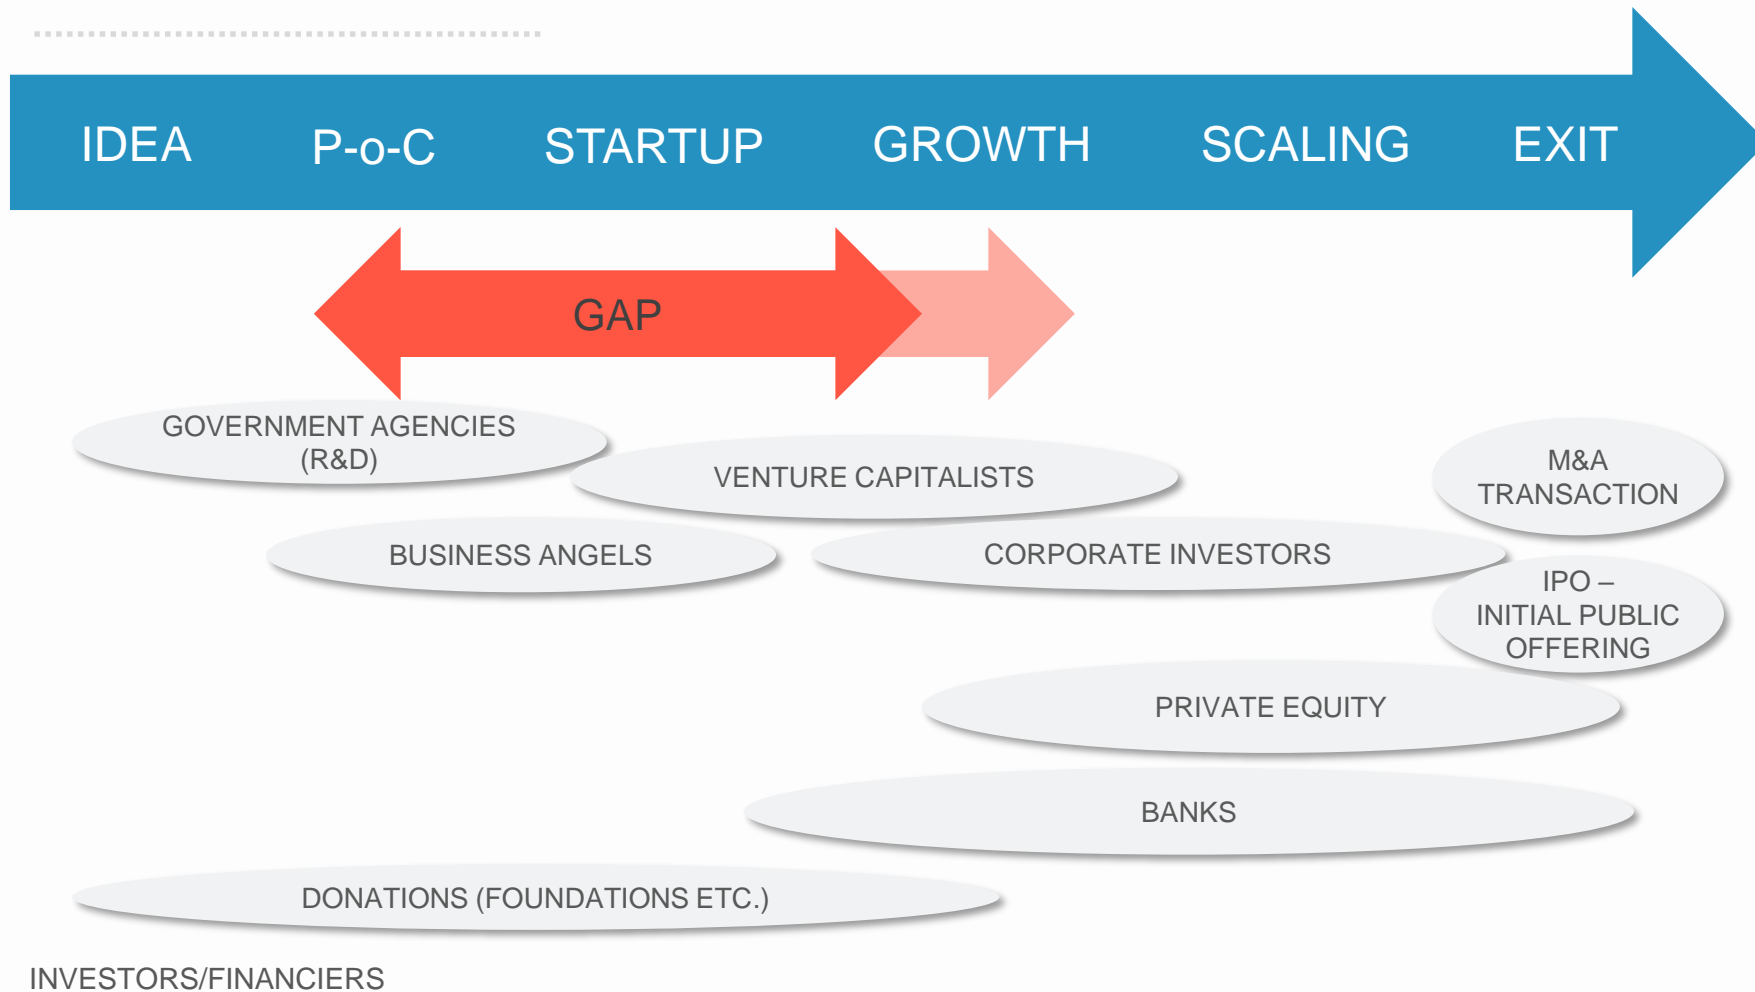 IDEA P-o-C STARTUP GROWTH SCALING EXIT
GAP
GOVERNMENT AGENCIES
(R&D)
VENTURE CAPITALISTS
M&A
TRANSACTION
BUSINESS ANGELS
CORPORATE INVESTORS
IPO –
INITIAL PUBLIC
OFFERING
PRIVATE EQUITY
BANKS
DONATIONS (FOUNDATIONS ETC.)
INVESTORS/FINANCIERS